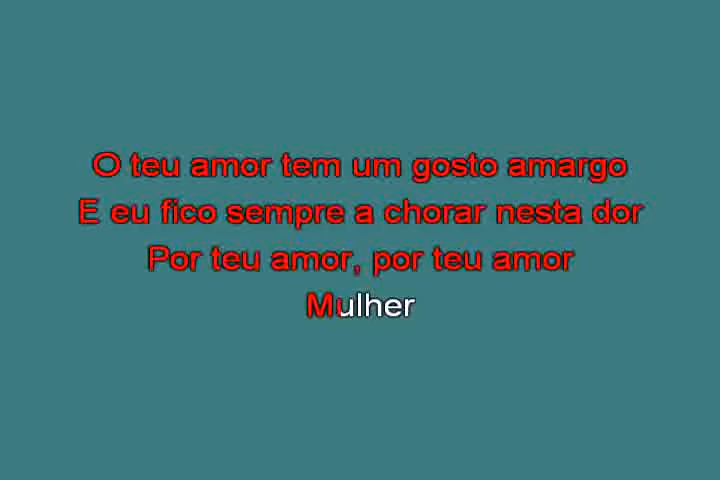 O teu amor tem um gosto amargo
E eu fico sempre a chorar nesta dor
Por teu amor, por teu amor
Mulher